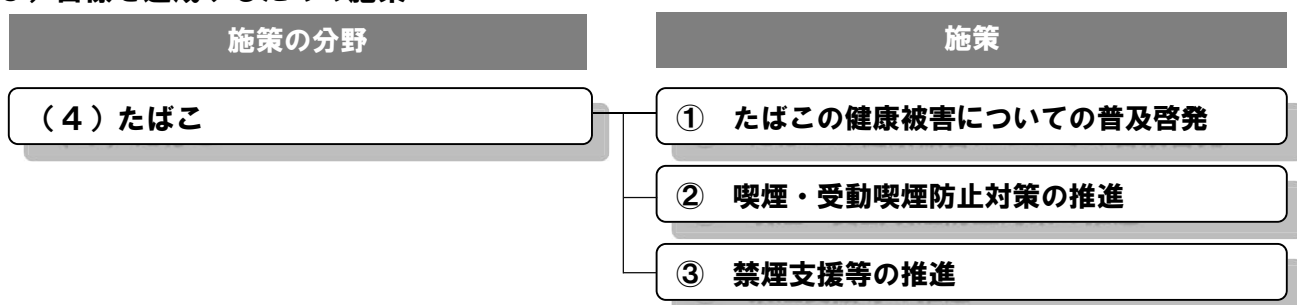 施策の分野
施策
（４）たばこ
① たばこの健康被害についての普及啓発
② 喫煙・受動喫煙防止対策の推進
③ 禁煙支援等の推進